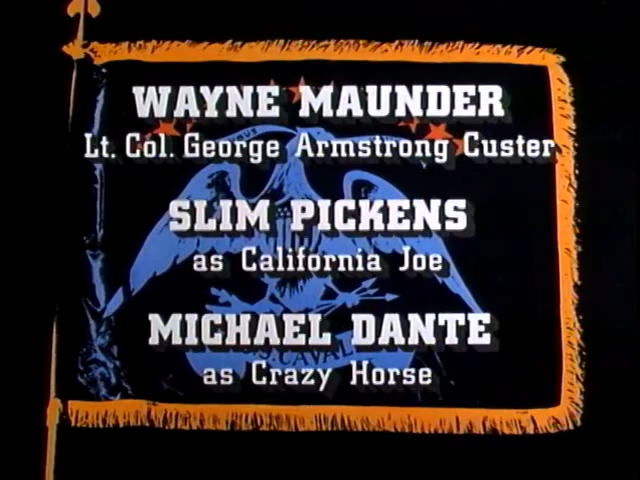 WAYNE MAUNDER
Lt. Col. George Armstrong Custer
SLIM PICKENS
as California Joe
MICHAEL DANTE
as Crazy Horse